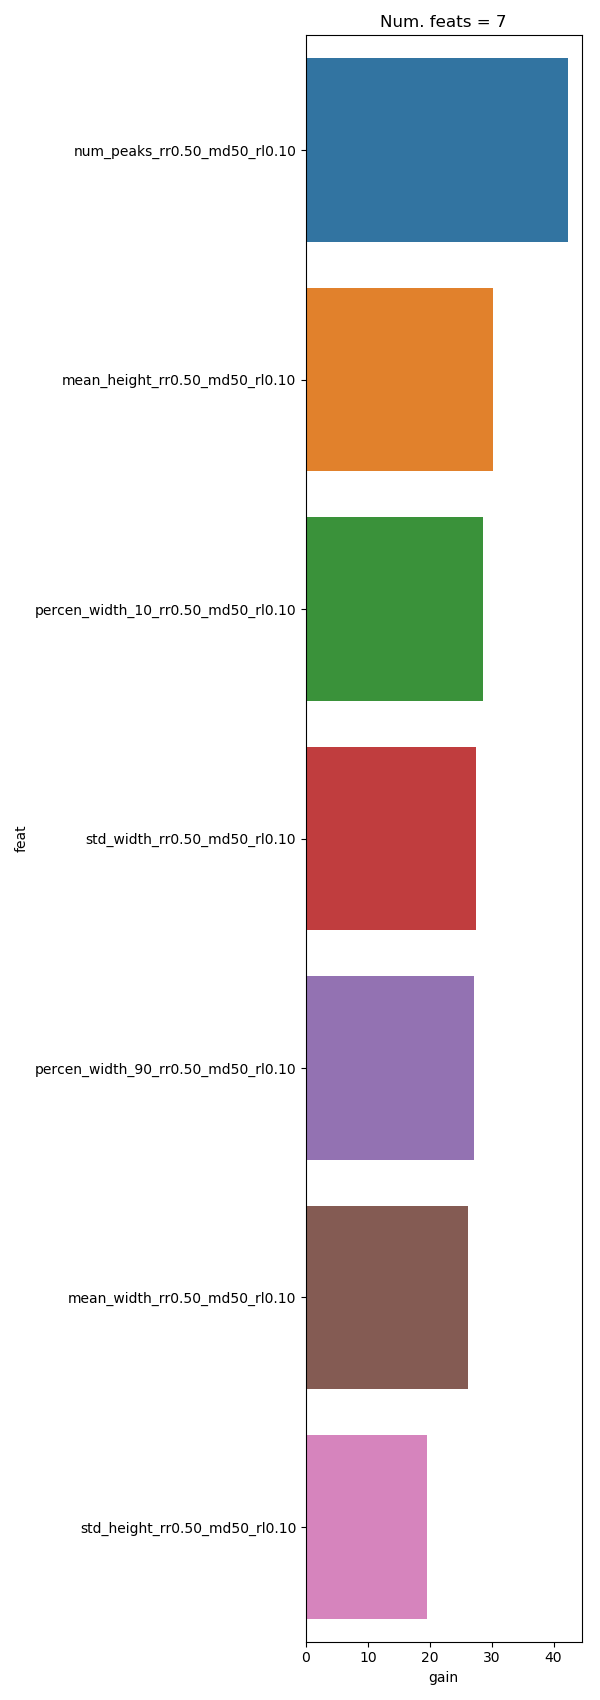 Num. feats = 7
num_peaks_rr0.50_md50_rl0.10
mean_height_rr0.50_md50_rl0.10
percen_width_10_rr0.50_md50_rl0.10
std_width_rr0.50_md50_rl0.10
feat
percen_width_90_rr0.50_md50_rl0.10
mean_width_rr0.50_md50_rl0.10
std_height_rr0.50_md50_rl0.10
0 10 20 30 40
gain